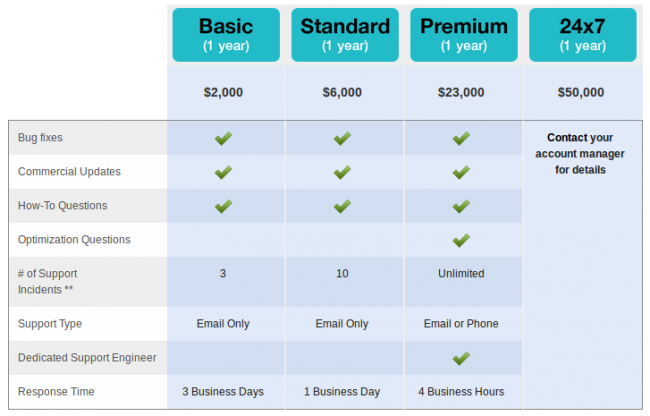 Basic Standard Premium 24x7
(1 year) (1 year) (1 year) (1 year)
$2,000 $6,000 $23,000 $50,000
Bug fixes
Contact your
account manager
for details
Commercial Updates
How-To Questions
Optimization Questions
# of Support
Incidents ** 3 10 Unlimited
Support Type Email Only Email Only Email or Phone
Dedicated Support Engineer
Response Time 3 Business Days 1 Business Day 4 Business Hours